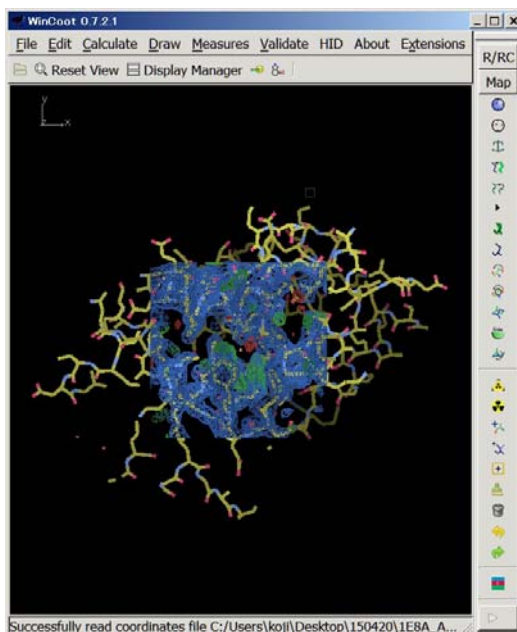 WinCoot 0.7.2.1
File Edit Calculate Draw Measures Validate HID About Extensions
Reset View Display Manager
R/RC
Map
y
z x
Successfully read coordinates file C:/Users\koji\Desktop\150420\1E8A_A...